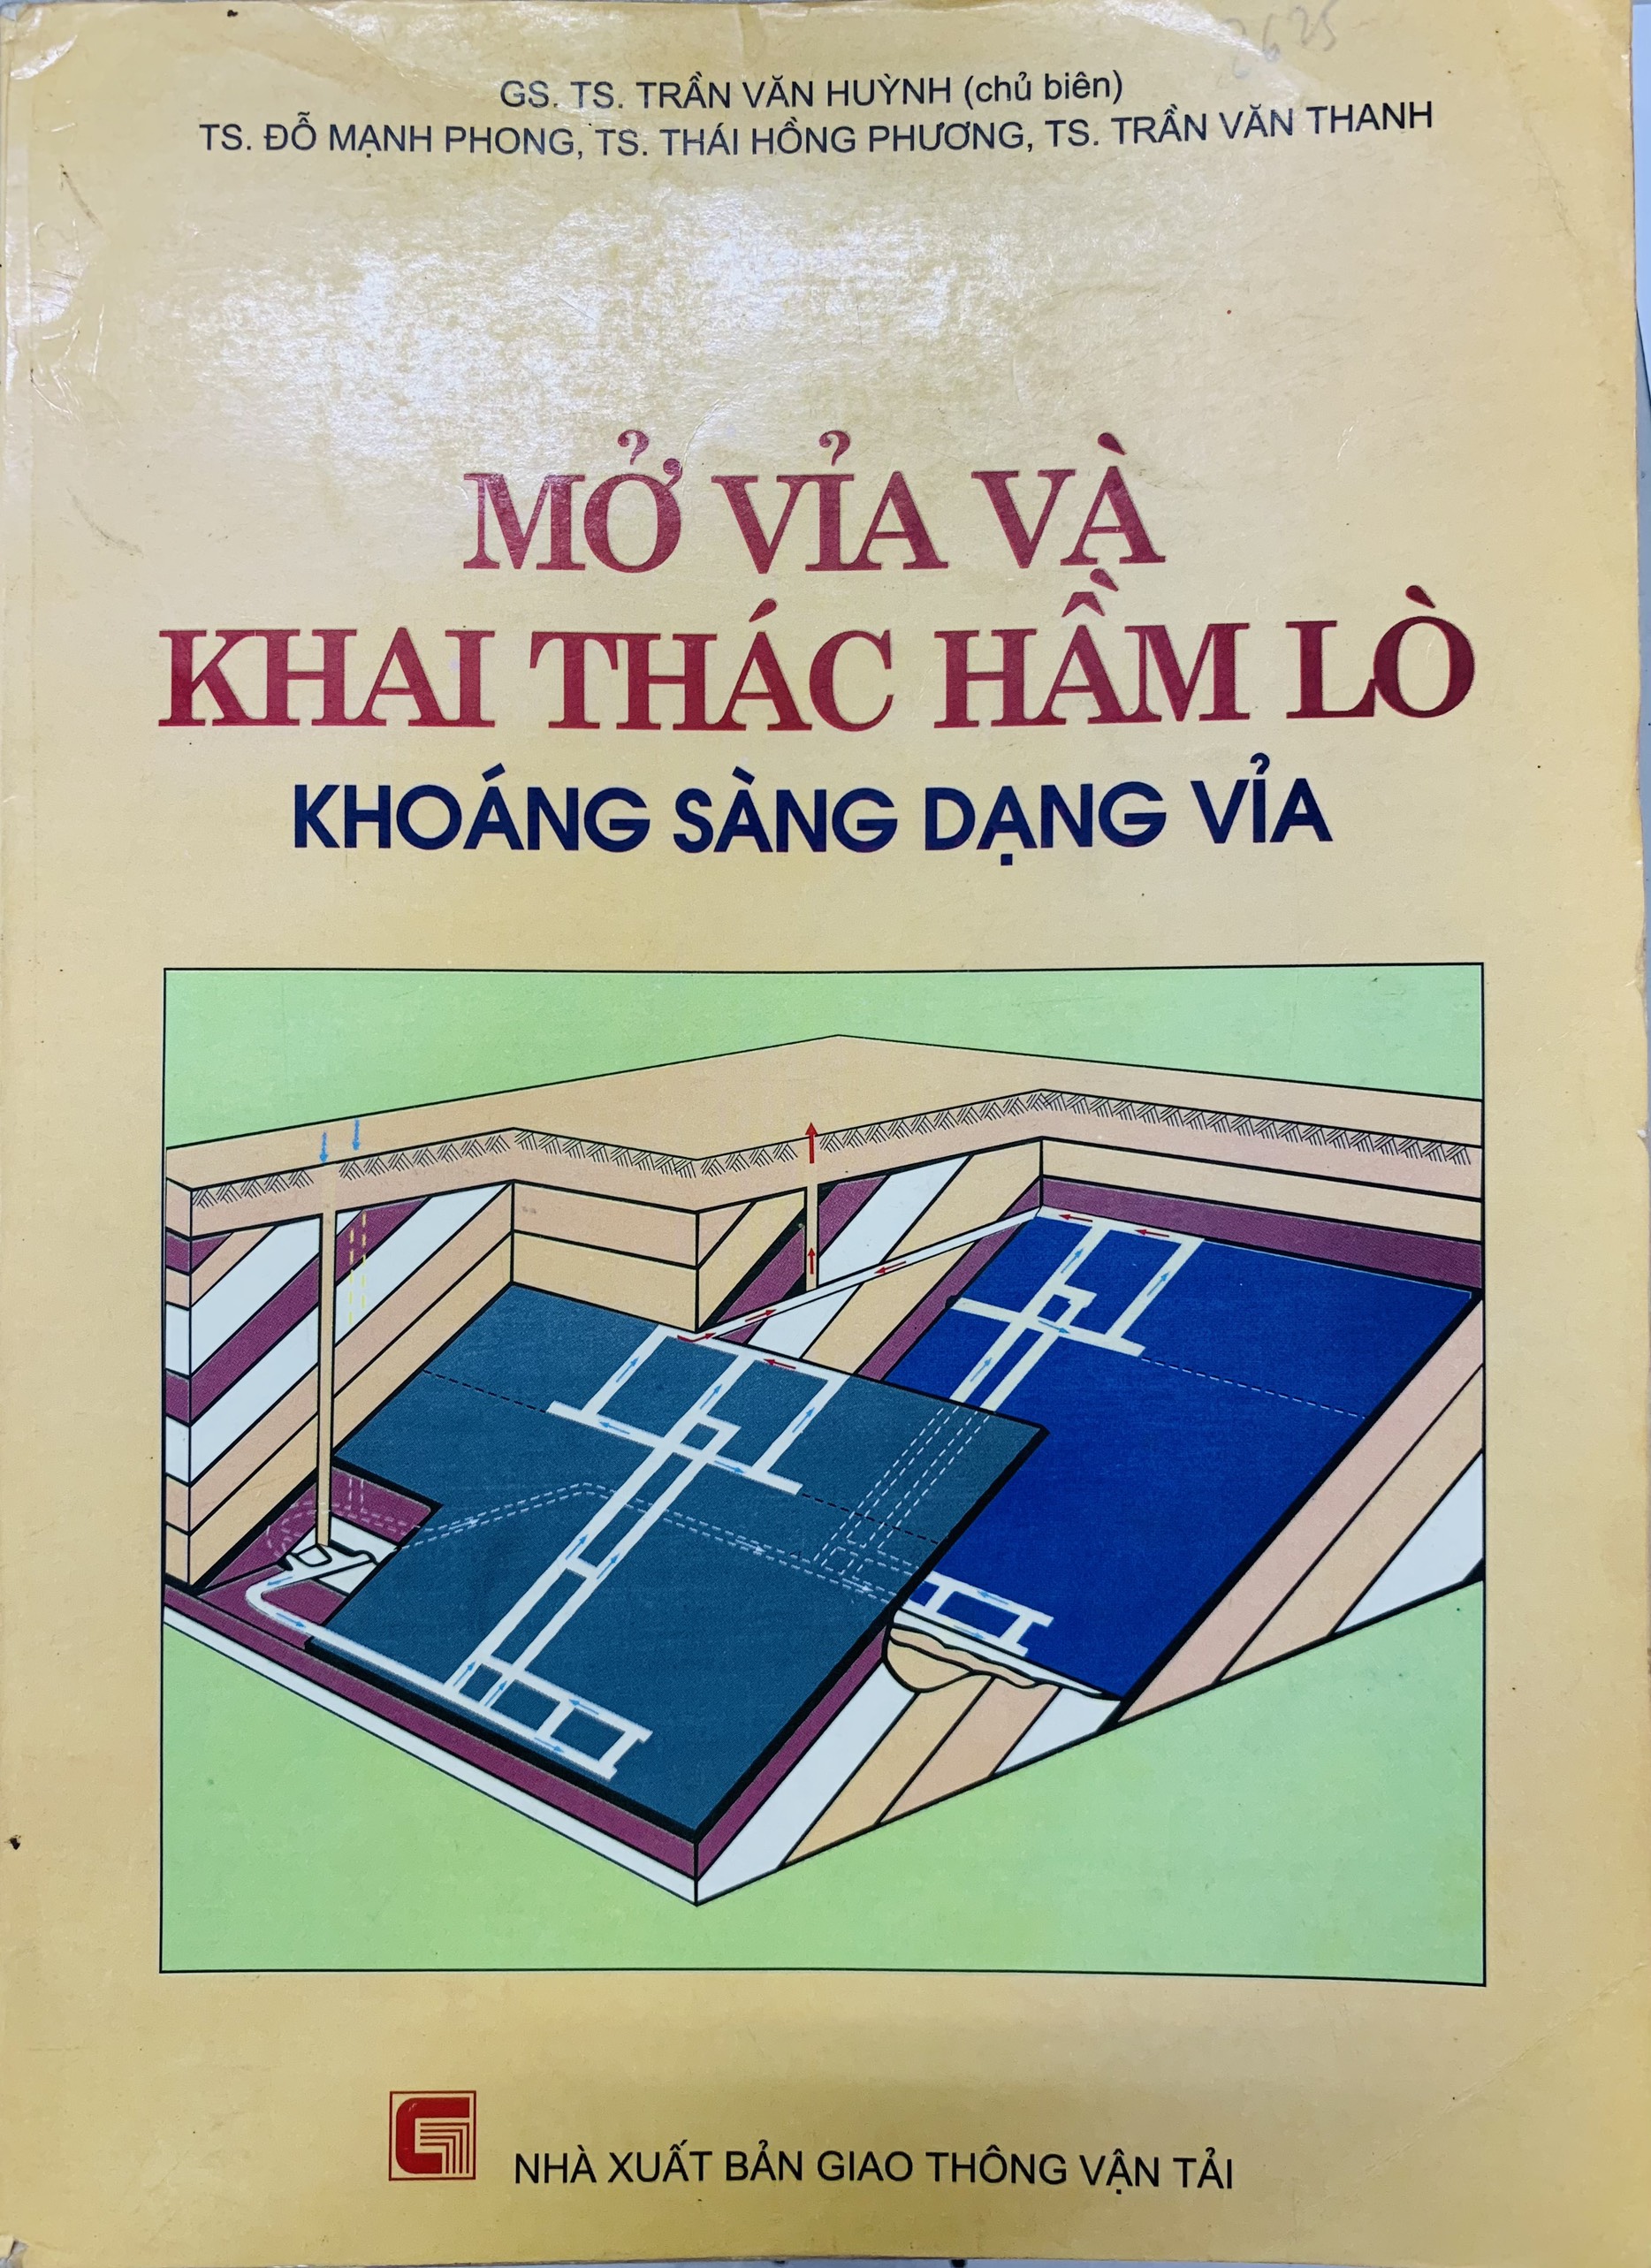 2625
GS. TS. TRẦN VĂN HUỲNH (chủ biên)
TS. ĐỖ MẠNH PHONG, TS. THÁI HỒNG PHƯƠNG, TS. TRẦN VĂN THANH
MỞ VỈA VÀ
KHAI THÁC HẦM LÒ
KHOÁNG SÀNG DẠNG VỈA
NHÀ XUẤT BẢN GIAO THÔNG VẬN TẢI